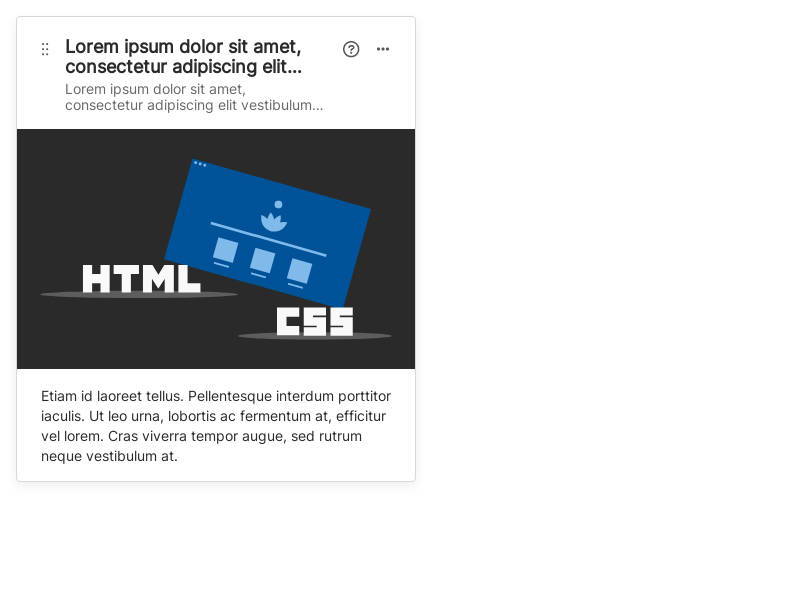 Lorem ipsum dolor sit amet,
consectetur adipiscing elit...
Lorem ipsum dolor sit amet,
consectetur adipiscing elit vestibulum...
HTML
CSS
Etiam id laoreet tellus. Pellentesque interdum porttitor
iaculis. Ut leo urna, lobortis ac fermentum at, efficitur
vel lorem. Cras viverra tempor augue, sed rutrum
neque vestibulum at.